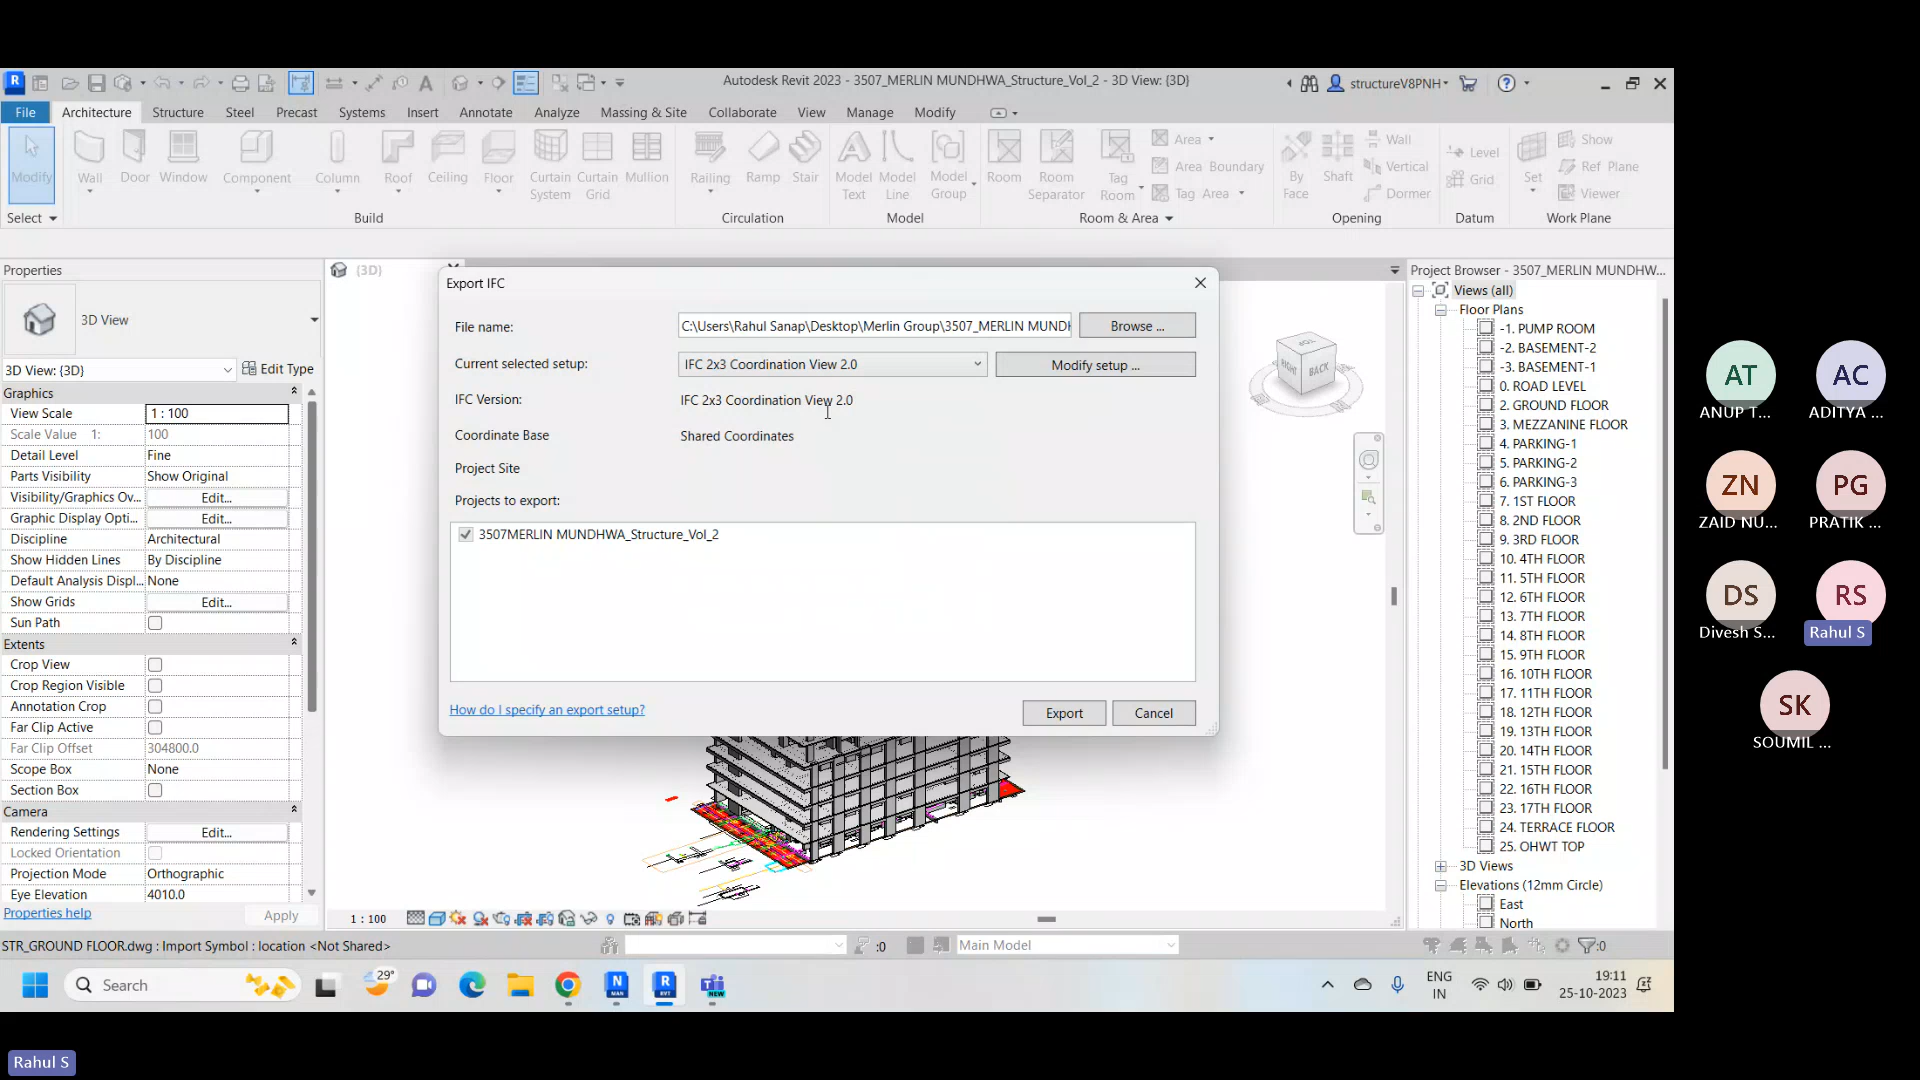 Autodesk Revit 2023 - 3507_MERLIN MUNDHWA_Structure_Vol_2 - 3D View: {3D}
structureV8PNH
File Architecture Structure Steel Precast Systems Insert Annotate Analyze Massing & Site Collaborate View Manage Modify
Modify Wall Door Window Component Column Roof Ceiling Floor Curtain System Curtain Grid Mullion Railing Ramp Stair Model Text Model Line Model Group Room Room Separator Tag Room Area Area Boundary Tag Area By Face Shaft Wall Vertical Dormer Level Grid Set Show Ref Plane Viewer
Select Build Circulation Model Room & Area Opening Datum Work Plane
Properties
3D View
3D View: {3D} Edit Type
Graphics
View Scale 1 : 100
Scale Value 1: 100
Detail Level Fine
Parts Visibility Show Original
Visibility/Graphics Ov... Edit...
Graphic Display Opti... Edit...
Discipline Architectural
Show Hidden Lines By Discipline
Default Analysis Displ... None
Show Grids Edit...
Sun Path
Extents
Crop View
Crop Region Visible
Annotation Crop
Far Clip Active
Far Clip Offset 304800.0
Scope Box None
Section Box
Camera
Rendering Settings Edit...
Locked Orientation
Projection Mode Orthographic
Eye Elevation 4010.0
Properties help Apply
{3D}
Export IFC
File name: C:\Users\Rahul Sanap\Desktop\Merlin Group\3507_MERLIN MUNDH Browse ...
Current selected setup: IFC 2x3 Coordination View 2.0 Modify setup ...
IFC Version: IFC 2x3 Coordination View 2.0
Coordinate Base Shared Coordinates
Project Site
Projects to export:
3507MERLIN MUNDHWA_Structure_Vol_2
How do I specify an export setup? Export Cancel
TOP
RIGHT BACK
1 : 100
Project Browser - 3507_MERLIN MUNDHW...
Views (all)
Floor Plans
-1. PUMP ROOM
-2. BASEMENT-2
-3. BASEMENT-1
0. ROAD LEVEL
2. GROUND FLOOR
3. MEZZANINE FLOOR
4. PARKING-1
5. PARKING-2
6. PARKING-3
7. 1ST FLOOR
8. 2ND FLOOR
9. 3RD FLOOR
10. 4TH FLOOR
11. 5TH FLOOR
12. 6TH FLOOR
13. 7TH FLOOR
14. 8TH FLOOR
15. 9TH FLOOR
16. 10TH FLOOR
17. 11TH FLOOR
18. 12TH FLOOR
19. 13TH FLOOR
20. 14TH FLOOR
21. 15TH FLOOR
22. 16TH FLOOR
23. 17TH FLOOR
24. TERRACE FLOOR
25. OHWT TOP
3D Views
Elevations (12mm Circle)
East
North
STR_GROUND FLOOR.dwg : Import Symbol : location <Not Shared> :0 Main Model :0
Search 29° ENG IN 19:11 25-10-2023
AT AC
ANUP T... ADITYA ...
ZN PG
ZAID NU... PRATIK ...
DS RS
Divesh S... Rahul S
SK
SOUMIL ...
Rahul S